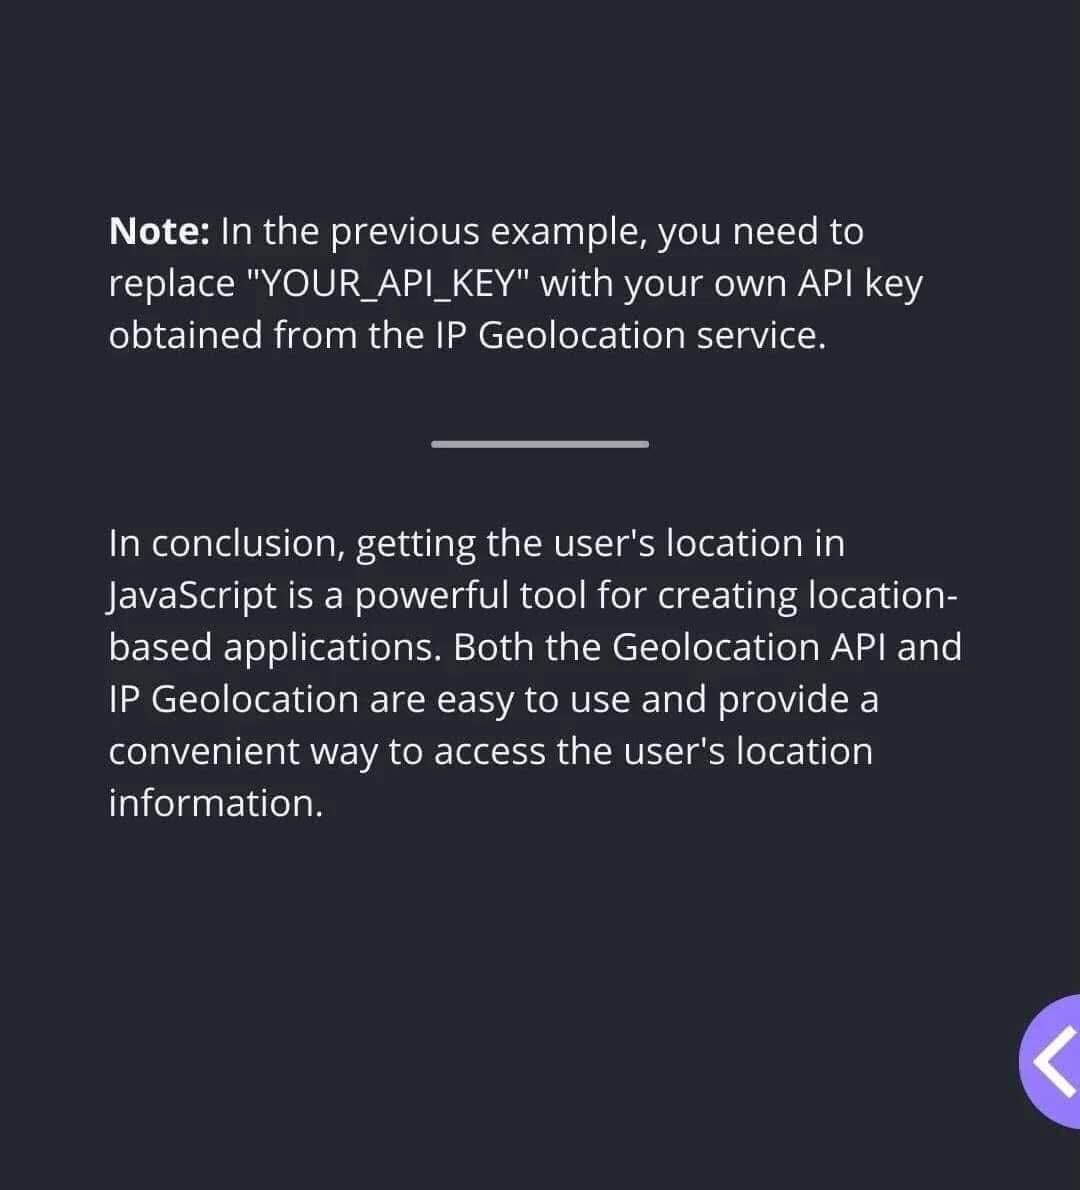 Note: In the previous example, you need to
replace "YOUR_API_KEY" with your own API key
obtained from the IP Geolocation service.
In conclusion, getting the user's location in
JavaScript is a powerful tool for creating location-
based applications. Both the Geolocation API and
IP Geolocation are easy to use and provide a
convenient way to access the user's location
information.